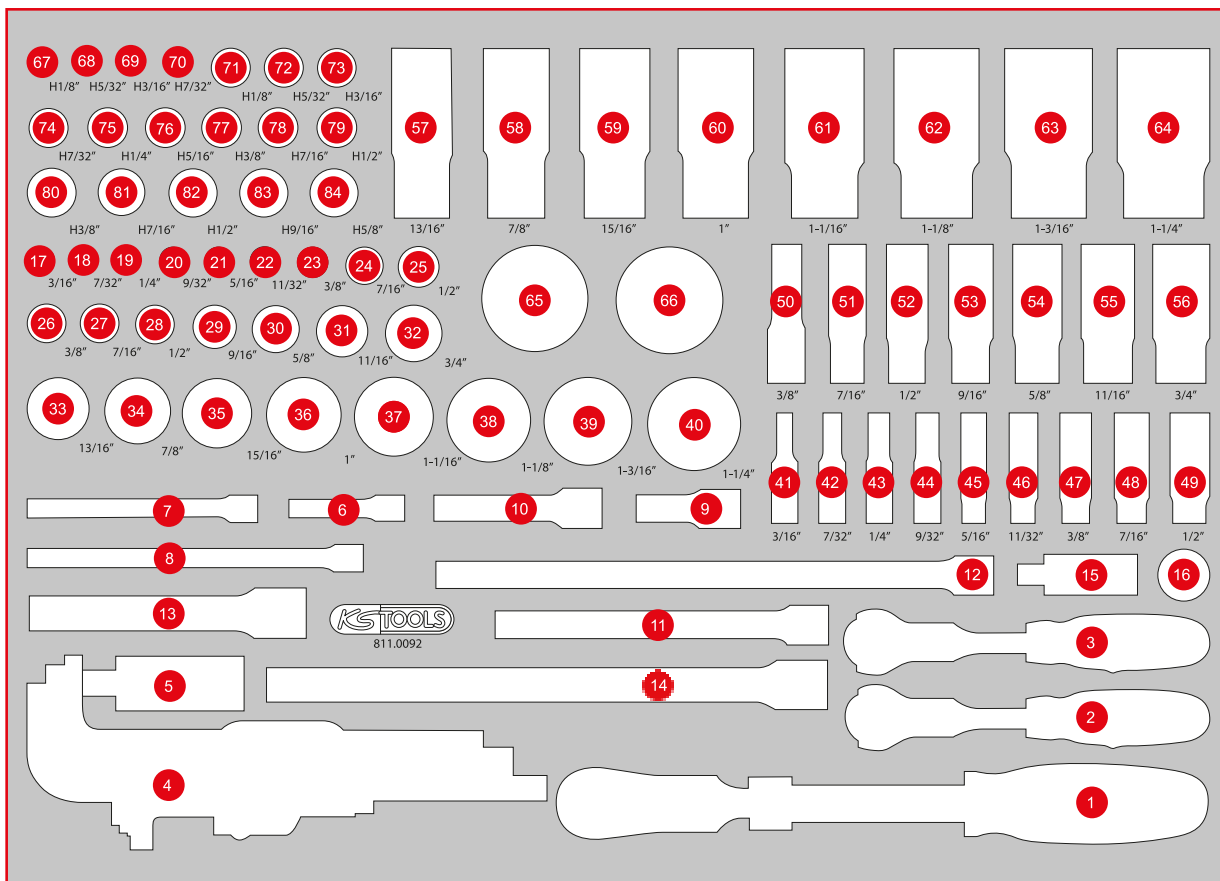 67 68 69 70 71 72 73
H1/8” H5/32” H3/16” H7/32” H1/8” H5/32” H3/16”
74 75 76 77 78 79
H7/32” H1/4” H5/16” H3/8” H7/16” H1/2”
80 81 82 83 84
H3/8” H7/16” H1/2” H9/16” H5/8”
57 58 59 60 61 62 63 64
13/16” 7/8” 15/16” 1” 1-1/16” 1-1/8” 1-3/16” 1-1/4”
17 18 19 20 21 22 23 24 25
3/16” 7/32” 1/4” 9/32” 5/16” 11/32” 3/8” 7/16” 1/2”
26 27 28 29 30 31 32
3/8” 7/16” 1/2” 9/16” 5/8” 11/16” 3/4”
65 66
50 51 52 53 54 55 56
3/8” 7/16” 1/2” 9/16” 5/8” 11/16” 3/4”
33 34 35 36 37 38 39 40
13/16” 7/8” 15/16” 1” 1-1/16” 1-1/8” 1-3/16” 1-1/4”
41 42 43 44 45 46 47 48 49
3/16” 7/32” 1/4” 9/32” 5/16” 11/32” 3/8” 7/16” 1/2”
7 6 10 9
8 12 15 16
13 KS TOOLS 11 3
811.0092
5 14 2
4 1